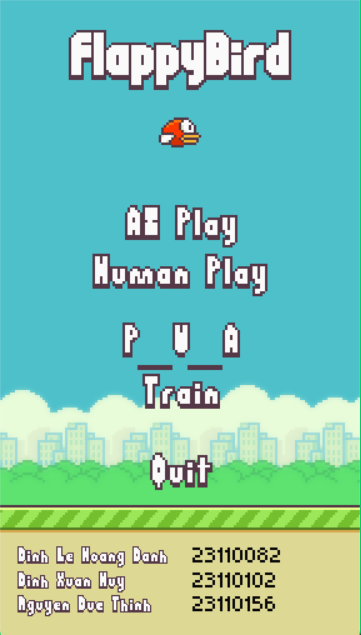 FlappyBird
AI Play
Human Play
P_U_A
Train
Quit
Dinh Le Hoang Danh 23110082
Dinh Xuan Huy 23110102
Nguyen Duc Thinh 23110156